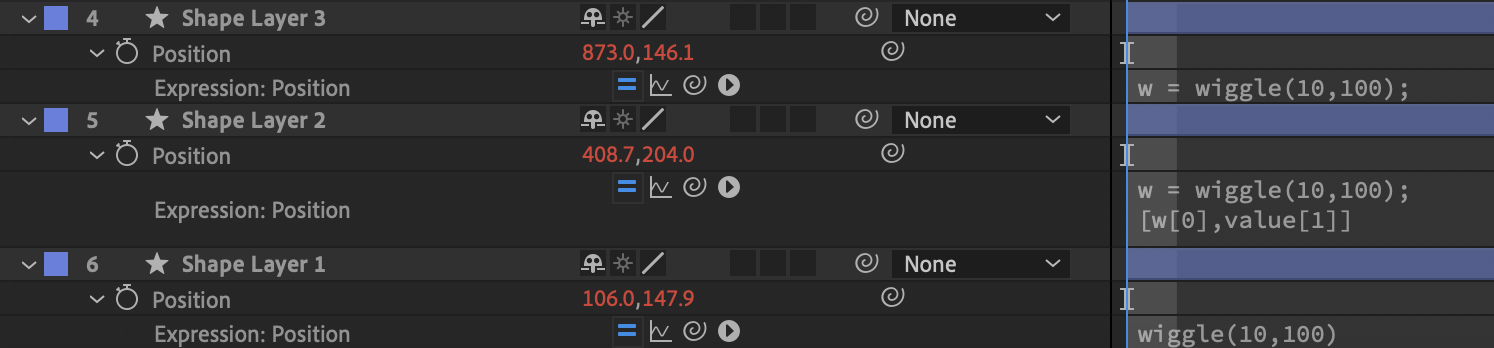 4 Shape Layer 3 None
Position 873.0,146.1
Expression: Position w = wiggle(10,100);
5 Shape Layer 2 None
Position 408.7,204.0
w = wiggle(10,100);
Expression: Position [w[0],value[1]]
6 Shape Layer 1 None
Position 106.0,147.9
Expression: Position wiggle(10,100)